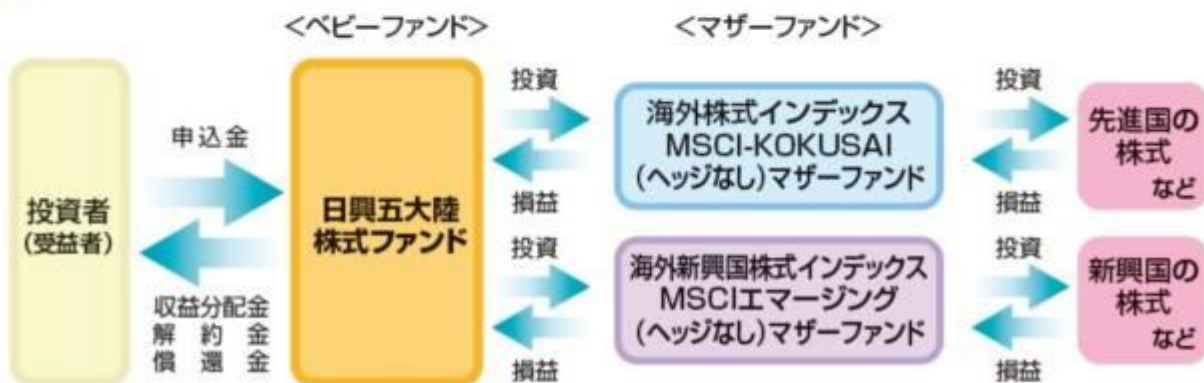 <ベビーファンド>
<マザーファンド>
投資者
(受益者)
申込金
収益分配金
解約金
償還金
日興五大陸
株式ファンド
投資
損益
投資
損益
海外株式インデックス
MSCI-KOKUSAI
(ヘッジなし)マザーファンド
海外新興国株式インデックス
MSCIエマージング
(ヘッジなし)マザーファンド
投資
損益
投資
損益
先進国の
株式
など
新興国の
株式
など